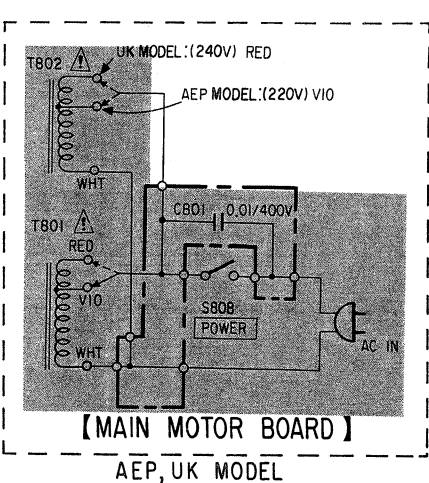 UK MODEL:(240V) RED
T802
AEP MODEL:(220V) VIO
WHT
C801 0.01/400V
T801
RED
VIO
S808
POWER
WHT
AC IN
【MAIN MOTOR BOARD】
AEP, UK MODEL